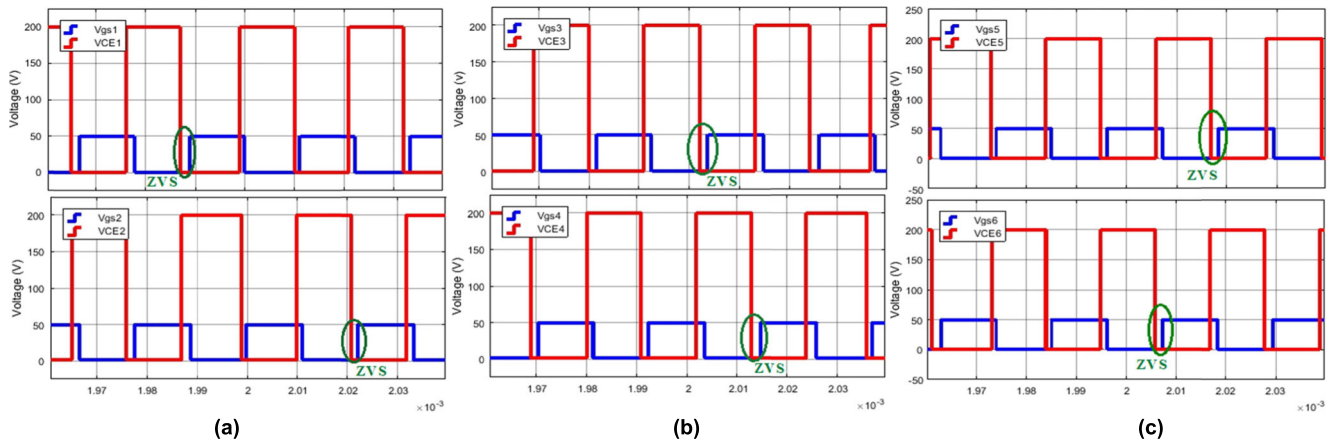 200
150
100
50
0
Voltage (V)
Vgs1
VCE1
ZVS
200
150
100
50
0
Voltage (V)
Vgs2
VCE2
ZVS
1.97 1.98 1.99 2 2.01 2.02 2.03
×10-3
(a)
200
150
100
50
0
Voltage (v)
Vgs3
VCE3
ZVS
200
150
100
50
0
Voltage (V)
Vgs4
VCE4
ZVS
1.97 1.98 1.99 2 2.01 2.02 2.03
×10-3
(b)
250
200
150
100
50
0
-50
Voltage (V)
Vgs5
VCE5
ZVS
250
200
150
100
50
0
-50
Voltage (V)
Vgs6
VCE6
ZVS
1.97 1.98 1.99 2 2.01 2.02 2.03
×10-3
(c)